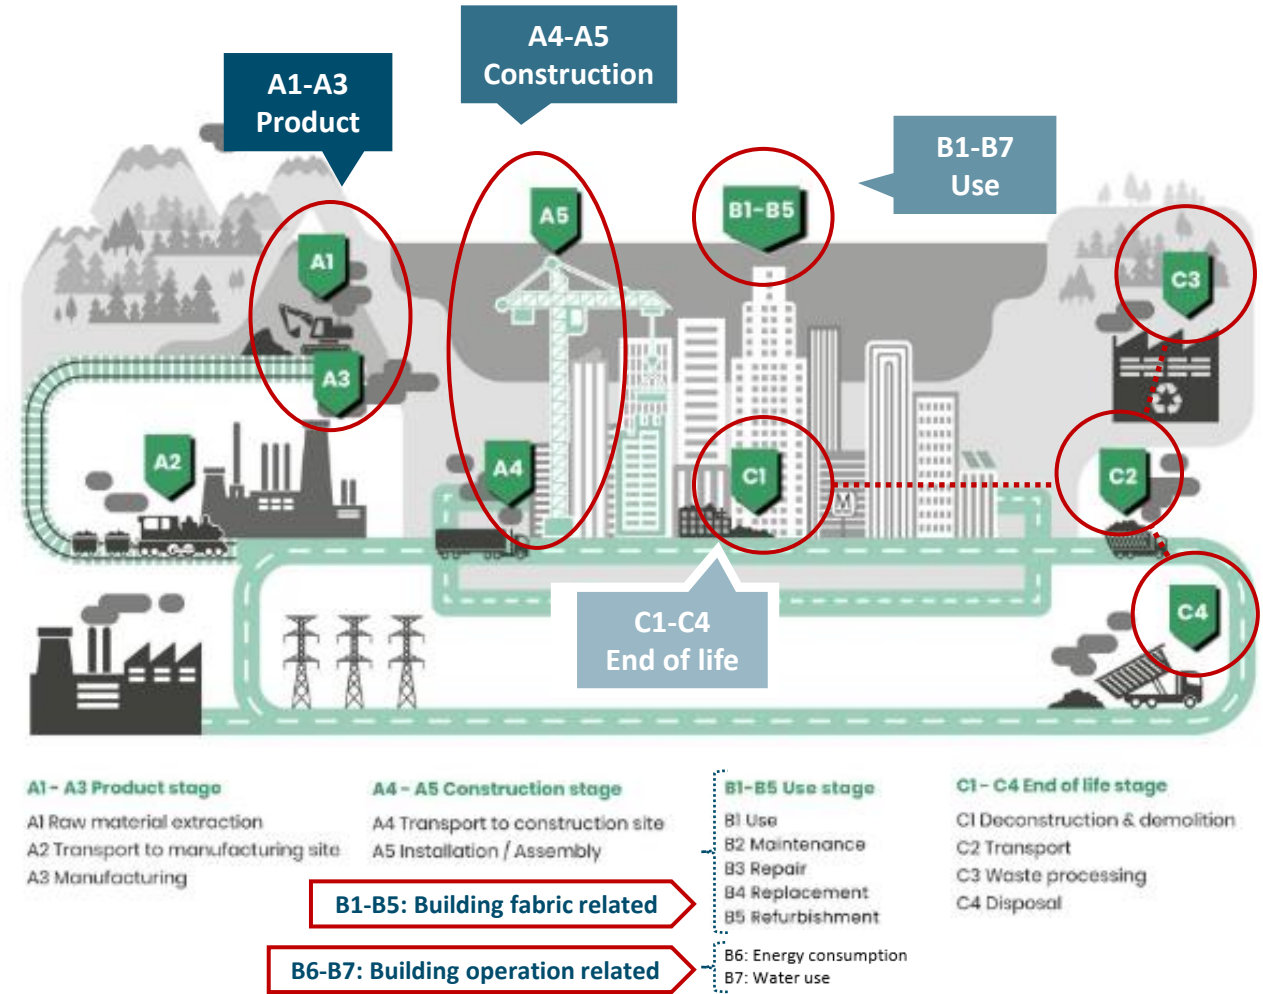 A4-A5
Construction
A1-A3
Product
B1-B7
Use
A5
B1-B5
A1
C3
A3
A2
A4
C1
C2
M
C4
C1-C4
End of life
A1 - A3 Product stage
A1 Raw material extraction
A2 Transport to manufacturing site
A3 Manufacturing
A4 - A5 Construction stage
A4 Transport to construction site
A5 Installation / Assembly
B1-B5 Use stage
B1 Use
B2 Maintenance
B3 Repair
B4 Replacement
B5 Refurbishment
C1 - C4 End of life stage
C1 Deconstruction & demolition
C2 Transport
C3 Waste processing
C4 Disposal
B1-B5: Building fabric related
B6-B7: Building operation related
B6: Energy consumption
B7: Water use